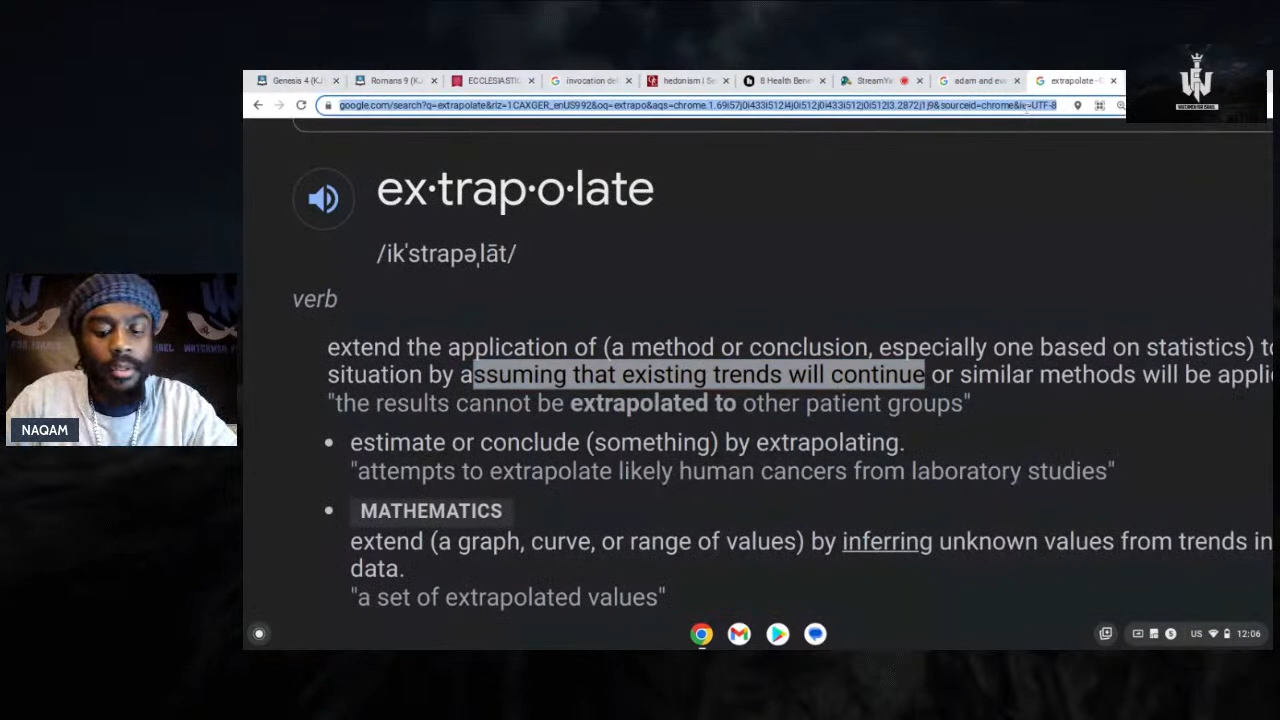 Genesis 4 (KJ
Romans 9 (KJ
ECCLESIASTIC
invocation de
hedonism | S
8 Health Bene
StreamYa
adam and eve
extrapolate -
ex·trap·o·late
/ikˈstrapəˌlāt/
verb
extend the application of (a method or conclusion, especially one based on statistics) to
situation by assuming that existing trends will continue or similar methods will be appli
"the results cannot be extrapolated to other patient groups"
• estimate or conclude (something) by extrapolating.
"attempts to extrapolate likely human cancers from laboratory studies"
• MATHEMATICS
extend (a graph, curve, or range of values) by inferring unknown values from trends in
data.
"a set of extrapolated values"
US 12:06
NAQAM
WATCHMEN FOR ISRAEL